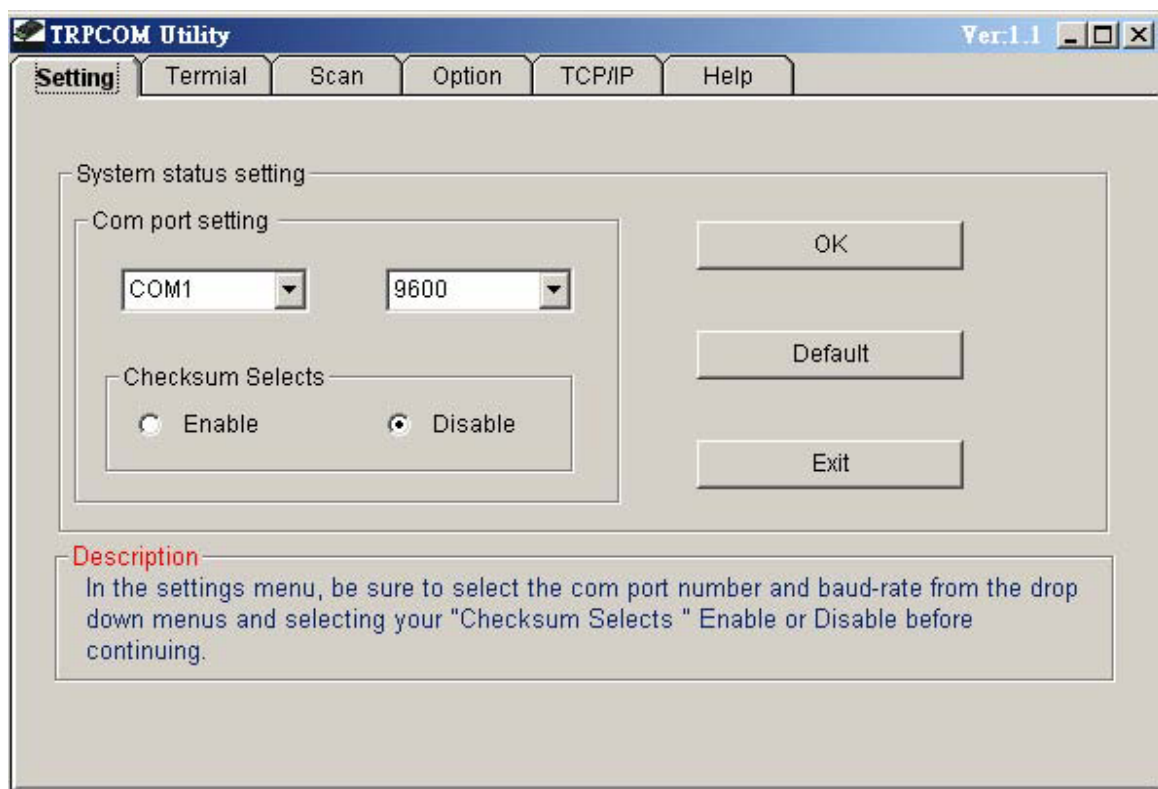 TRPCOM Utility Ver:1.1
Setting Termial Scan Option TCP/IP Help
System status setting
Com port setting
COM1 9600
Checksum Selects
Enable Disable
OK
Default
Exit
Description
In the settings menu, be sure to select the com port number and baud-rate from the drop
down menus and selecting your "Checksum Selects " Enable or Disable before
continuing.